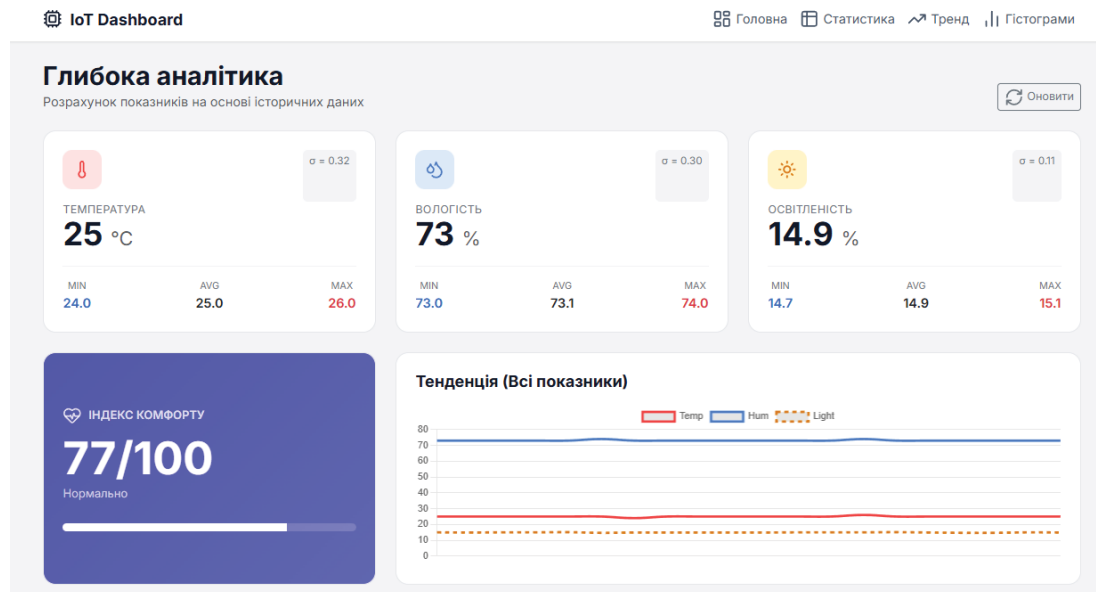 IoT Dashboard
Головна
Статистика
Тренд
Гістограми
Глибока аналітика
Розрахунок показників на основі історичних даних
Оновити
σ = 0.32
ТЕМПЕРАТУРА
25 °C
MIN AVG MAX
24.0 25.0 26.0
σ = 0.30
ВОЛОГІСТЬ
73 %
MIN AVG MAX
73.0 73.1 74.0
σ = 0.11
ОСВІТЛЕНІСТЬ
14.9 %
MIN AVG MAX
14.7 14.9 15.1
ІНДЕКС КОМФОРТУ
77/100
Нормально
Тенденція (Всі показники)
Temp Hum Light
80
70
60
50
40
30
20
10
0